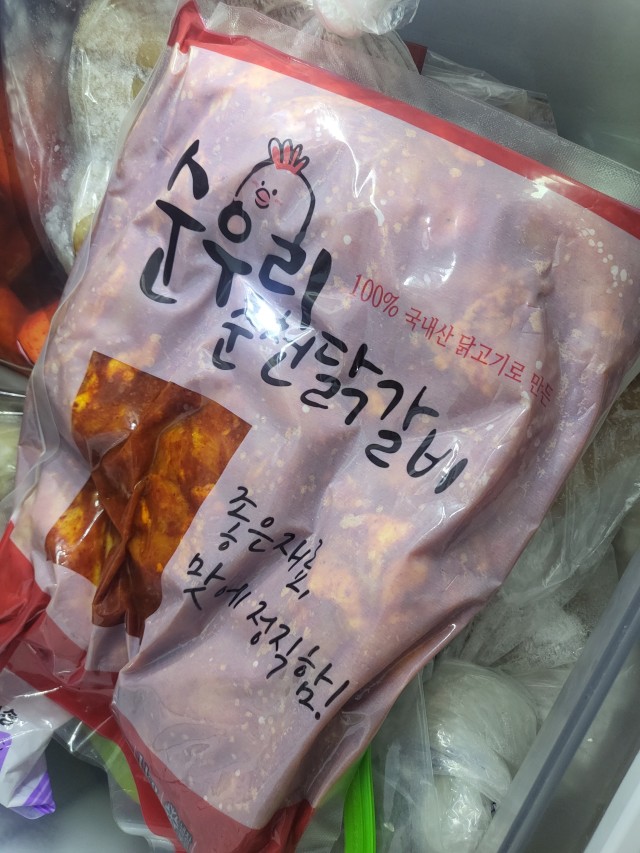 순우리
순천닭갈비
100% 국내산 닭고기로 만든
좋은재료,
맛에 정직함!